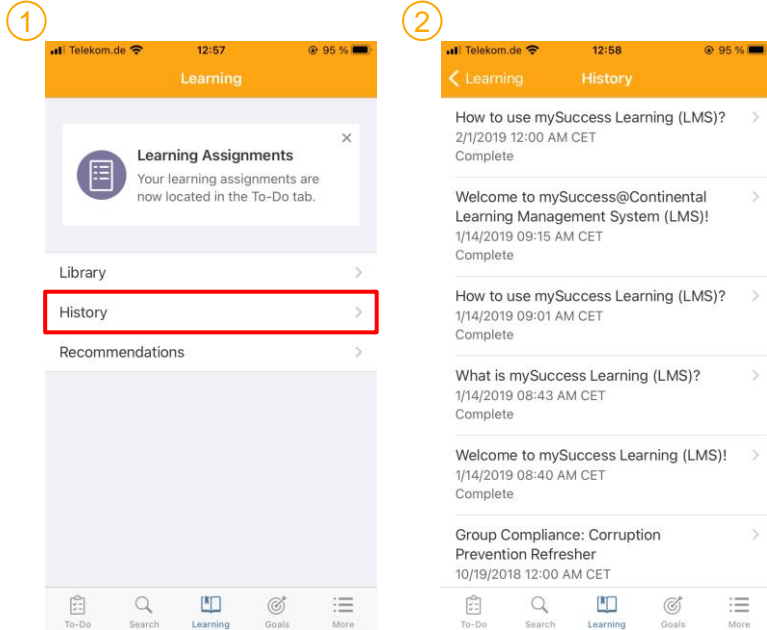 1
Telekom.de 12:57 95 %
Learning
Learning Assignments
Your learning assignments are
now located in the To-Do tab.
Library
History
Recommendations
To-Do Search Learning Goals More
2
Telekom.de 12:58 95 %
Learning History
How to use mySuccess Learning (LMS)?
2/1/2019 12:00 AM CET
Complete
Welcome to mySuccess@Continental
Learning Management System (LMS)!
1/14/2019 09:15 AM CET
Complete
How to use mySuccess Learning (LMS)?
1/14/2019 09:01 AM CET
Complete
What is mySuccess Learning (LMS)?
1/14/2019 08:43 AM CET
Complete
Welcome to mySuccess Learning (LMS)!
1/14/2019 08:40 AM CET
Complete
Group Compliance: Corruption
Prevention Refresher
10/19/2018 12:00 AM CET
To-Do Search Learning Goals More